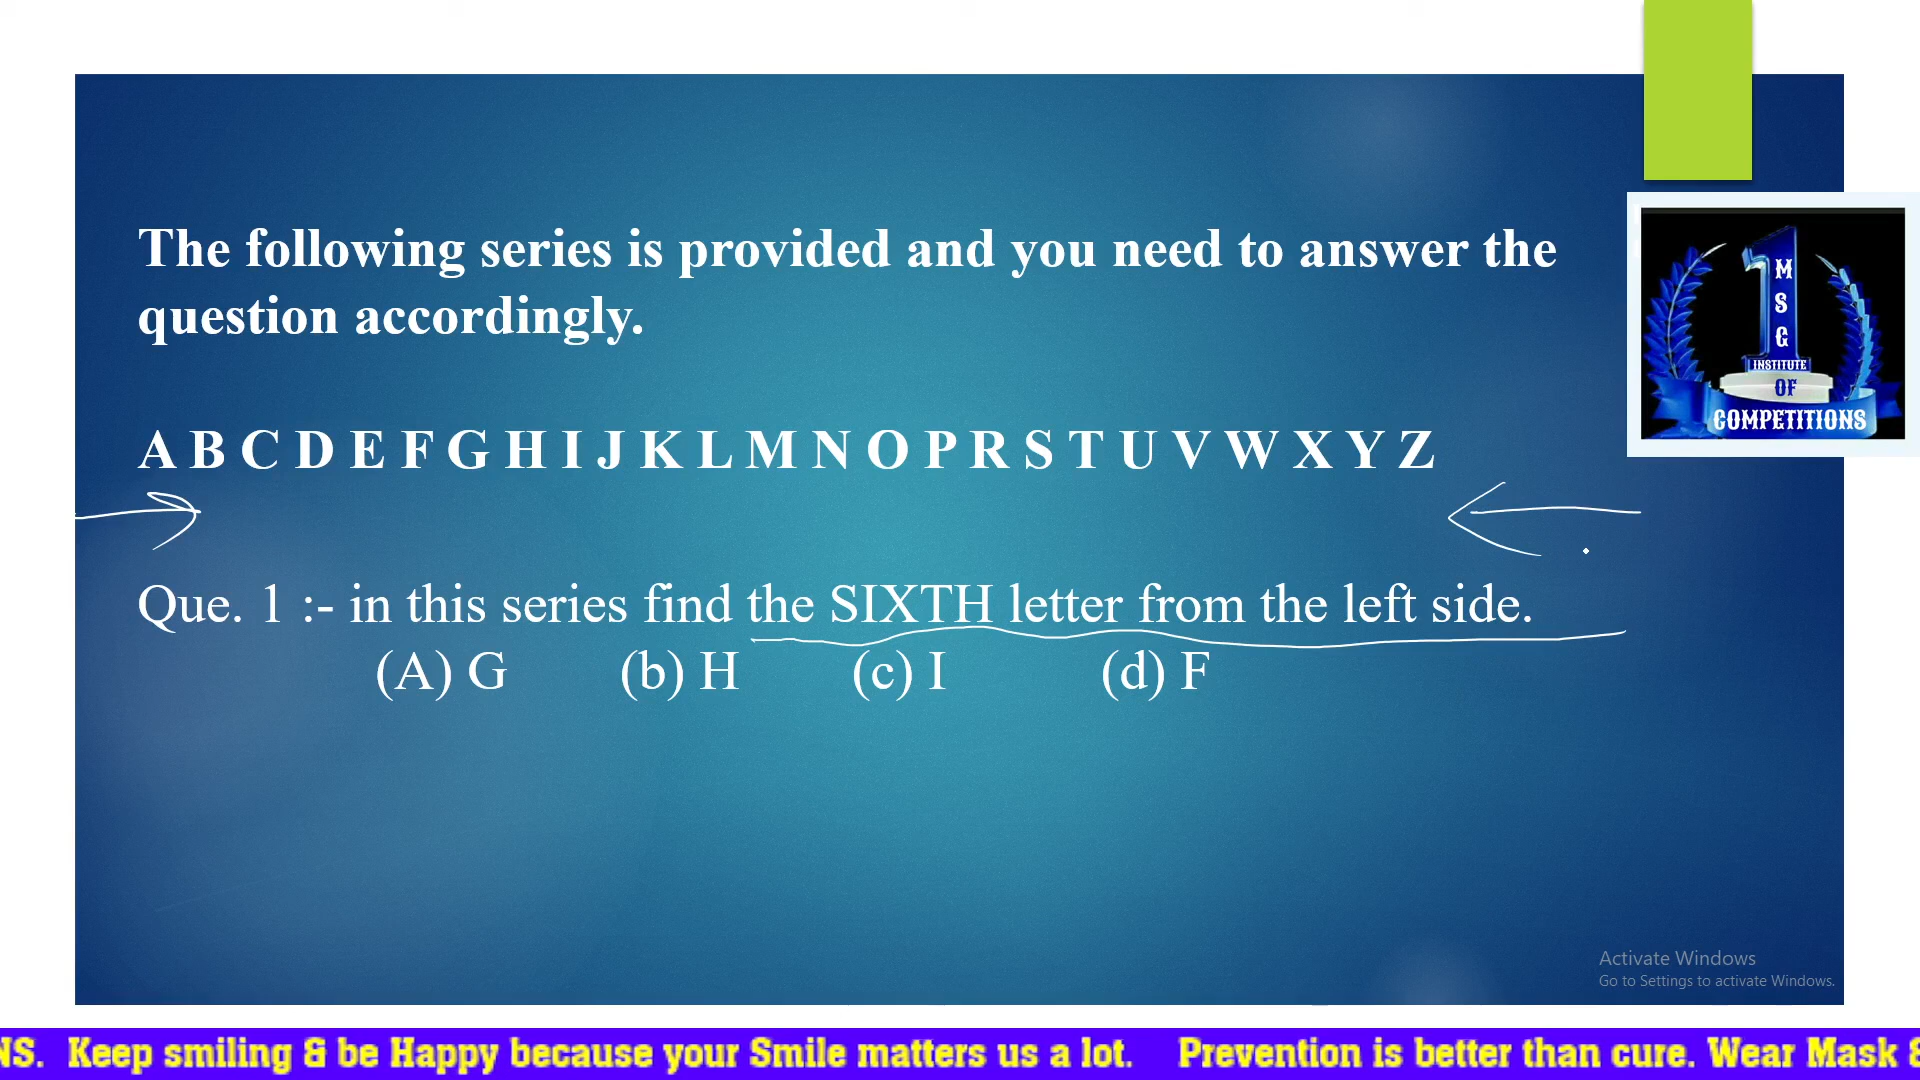 The following series is provided and you need to answer the
question accordingly.
A B C D E F G H I J K L M N O P R S T U V W X Y Z
Que. 1 :- in this series find the SIXTH letter from the left side.
(A) G (b) H (c) I (d) F
M
S
G
INSTITUTE
OF
COMPETITIONS
Activate Windows
Go to Settings to activate Windows.
NS. Keep smiling & be Happy because your Smile matters us a lot. Prevention is better than cure. Wear Mask &